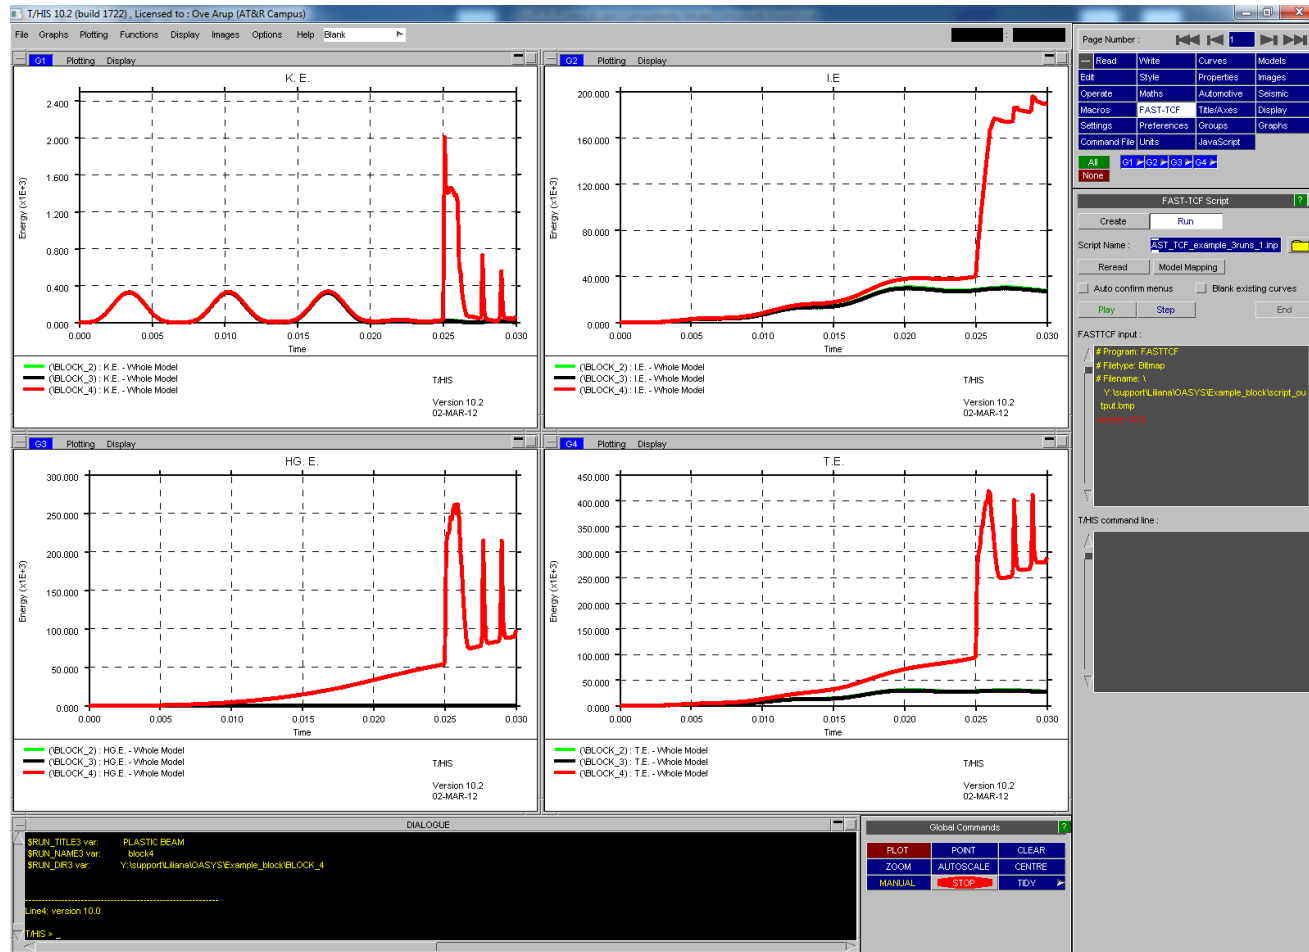 T/HIS 10.2 (build 1722) , Licensed to : Ove Arup (AT&R Campus)
File Graphs Plotting Functions Display Images Options Help Blank
G1 Plotting Display
K. E.
Energy (x1E+3)
2.400
2.000
1.600
1.200
0.800
0.400
0.000
0.000 0.005 0.010 0.015 0.020 0.025 0.030
Time
(\BLOCK_2) : K.E. - Whole Model
(\BLOCK_3) : K.E. - Whole Model
(\BLOCK_4) : K.E. - Whole Model
T/HIS
Version 10.2
02-MAR-12
G2 Plotting Display
I.E
Energy (x1E+3)
200.000
160.000
120.000
80.000
40.000
0.000
0.000 0.005 0.010 0.015 0.020 0.025 0.030
Time
(\BLOCK_2) : I.E. - Whole Model
(\BLOCK_3) : I.E. - Whole Model
(\BLOCK_4) : I.E. - Whole Model
T/HIS
Version 10.2
02-MAR-12
G3 Plotting Display
HG. E.
Energy (x1E+3)
300.000
250.000
200.000
150.000
100.000
50.000
0.000
0.000 0.005 0.010 0.015 0.020 0.025 0.030
Time
(\BLOCK_2) : HG.E. - Whole Model
(\BLOCK_3) : HG.E. - Whole Model
(\BLOCK_4) : HG.E. - Whole Model
T/HIS
Version 10.2
02-MAR-12
G4 Plotting Display
T.E.
Energy (x1E+3)
450.000
400.000
350.000
300.000
250.000
200.000
150.000
100.000
50.000
0.000
0.000 0.005 0.010 0.015 0.020 0.025 0.030
Time
(\BLOCK_2) : T.E. - Whole Model
(\BLOCK_3) : T.E. - Whole Model
(\BLOCK_4) : T.E. - Whole Model
T/HIS
Version 10.2
02-MAR-12
DIALOGUE
$RUN_TITLE3 var: PLASTIC BEAM
$RUN_NAME3 var: block4
$RUN_DIR3 var: Y:\support\Liliana\OASYS\Example_block\BLOCK_4
Line4: version 10.0
T/HIS > _
Global Commands ?
PLOT POINT CLEAR
ZOOM AUTOSCALE CENTRE
MANUAL STOP TIDY
Page Number : 1
Read Write Curves Models
Edit Style Properties Images
Operate Maths Automotive Seismic
Macros FAST-TCF Title/Axes Display
Settings Preferences Groups Graphs
Command File Units JavaScript
All G1 G2 G3 G4
None
FAST-TCF Script ?
Create Run
Script Name : AST_TCF_example_3runs_1.inp
Reread Model Mapping
Auto confirm menus Blank existing curves
Play Step End
FASTTCF input :
# Program: FASTTCF
# Filetype: Bitmap
# Filename: \
Y:\support\Liliana\OASYS\Example_block\script_ou
tput.bmp
version 10.0
T/HIS command line :